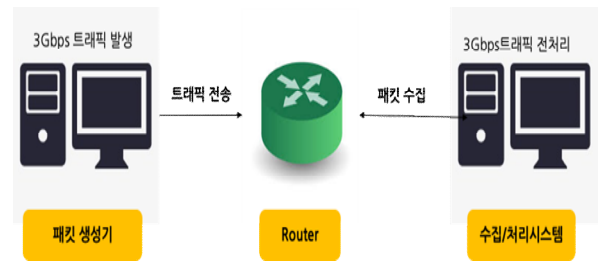 3Gbps 트래픽 발생
3Gbps트래픽 전처리
트래픽 전송
패킷 수집
패킷 생성기
Router
수집/처리시스템